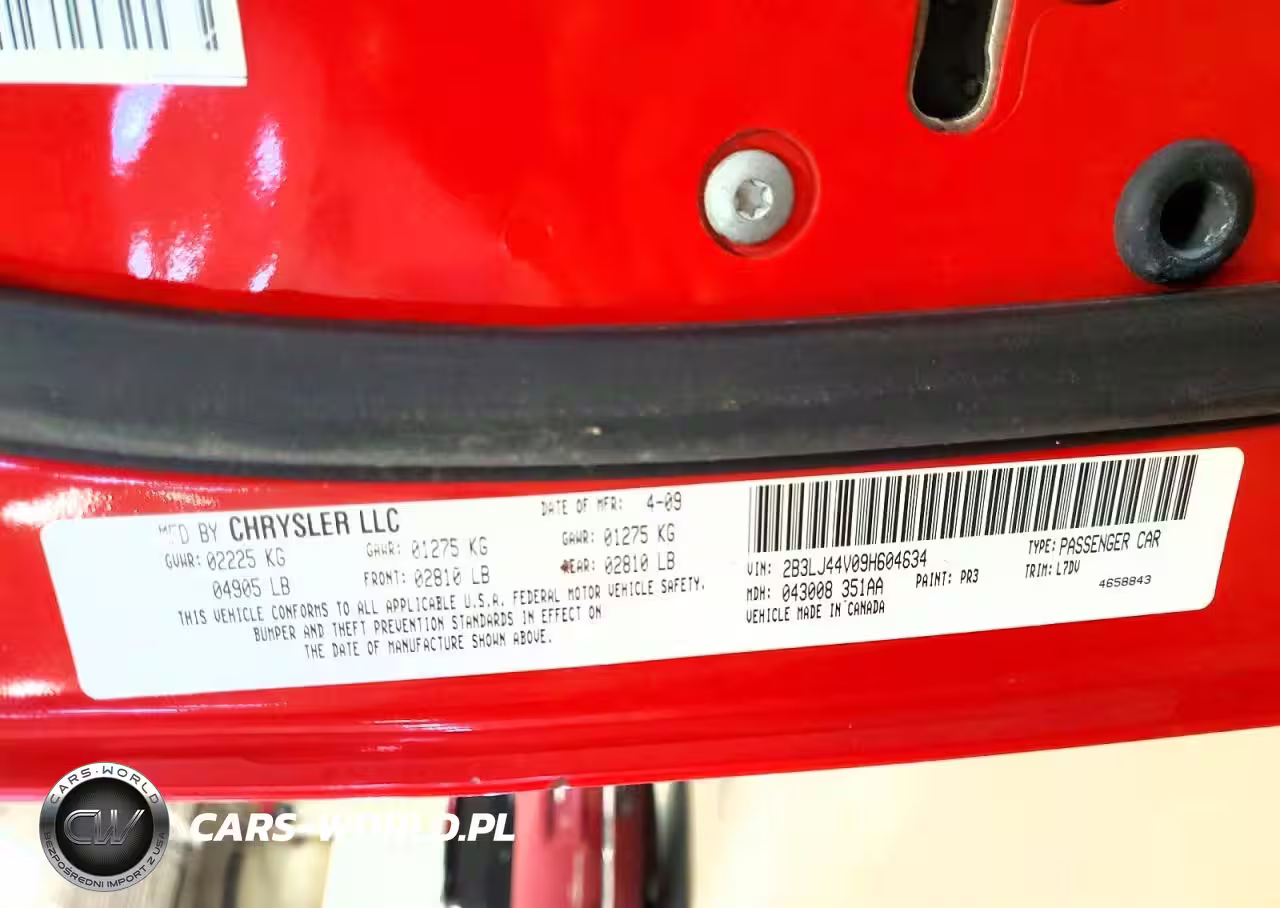 MFD BY CHRYSLER LLC
DATE OF MFR: 4-09
GVWR: 02225 KG
GAWR: 01275 KG
GAWR: 01275 KG
04905 LB
FRONT: 02810 LB
REAR: 02810 LB
THIS VEHICLE CONFORMS TO ALL APPLICABLE U.S.A. FEDERAL MOTOR VEHICLE SAFETY,
BUMPER AND THEFT PREVENTION STANDARDS IN EFFECT ON
THE DATE OF MANUFACTURE SHOWN ABOVE.
VIN: 2B3LJ44V09H604634
TYPE: PASSENGER CAR
MDH: 043008 351AA
PAINT: PR3
TRIM: L7DV
VEHICLE MADE IN CANADA
4658843
CARS-WORLD
CW
BEZPOŚREDNI IMPORT Z USA
CARS-WORLD.PL